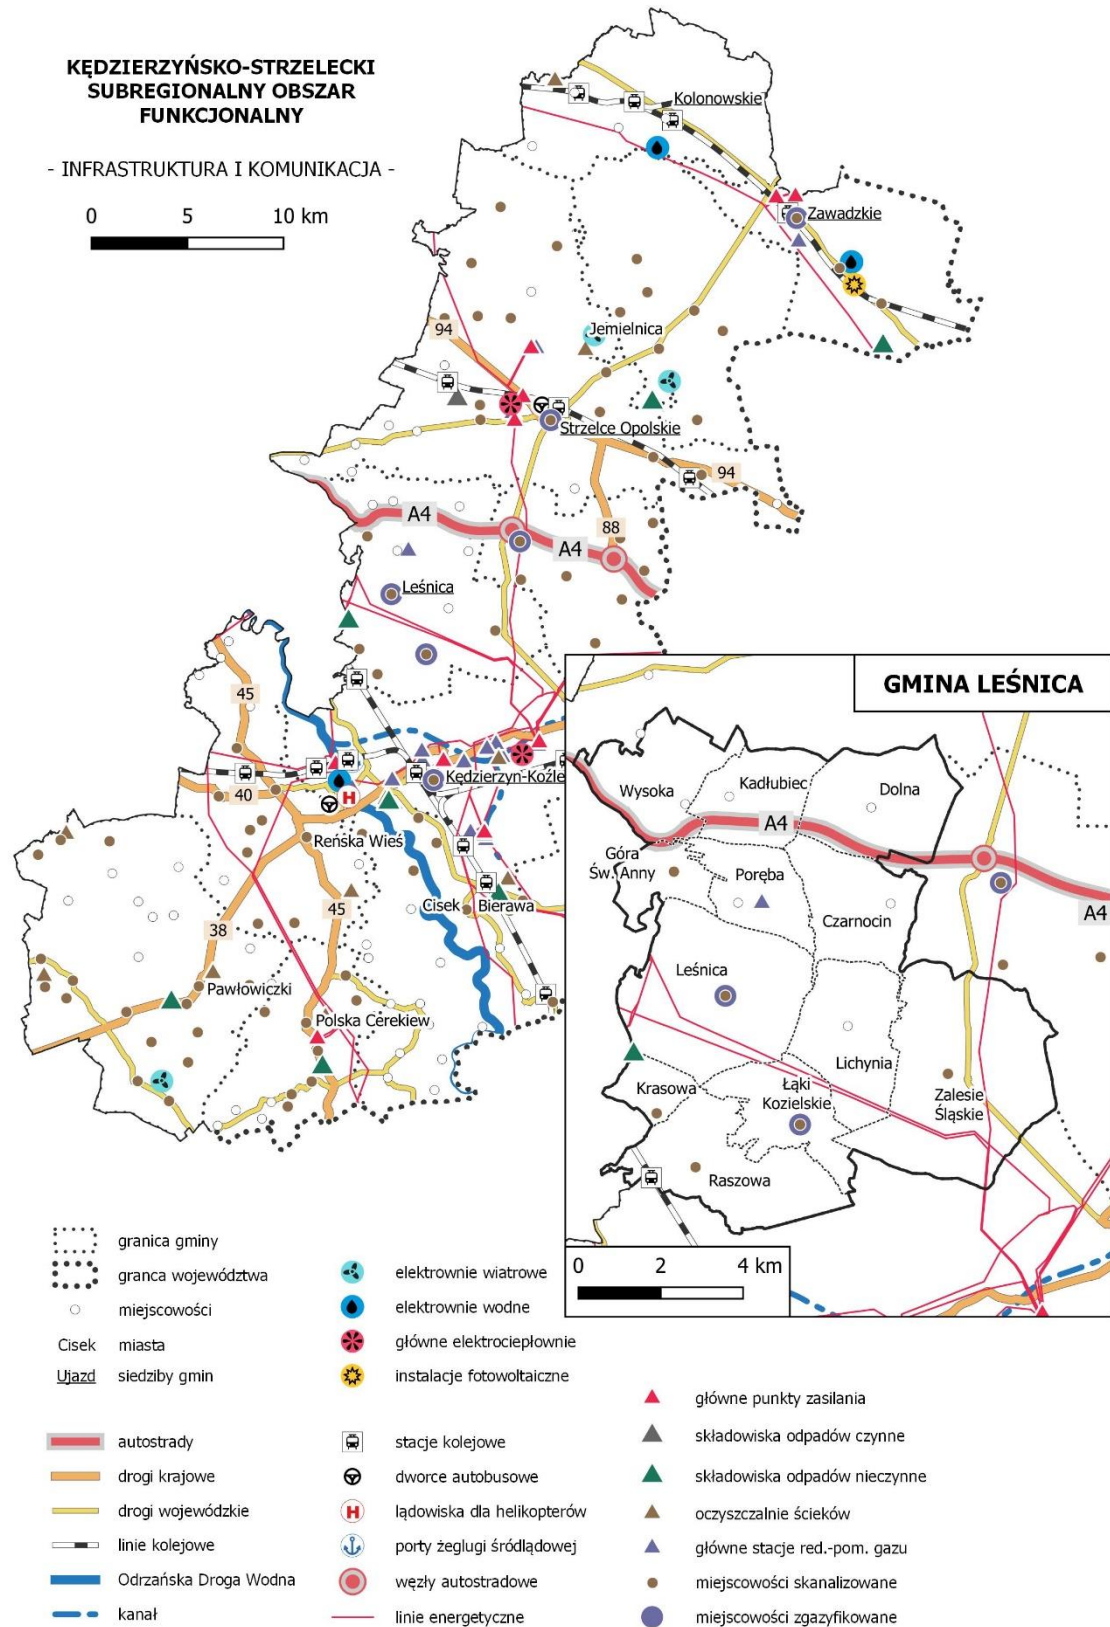 KĘDZIERZYŃSKO-STRZELECKI
SUBREGIONALNY OBSZAR
FUNKCJONALNY
- INFRASTRUKTURA I KOMUNIKACJA -
0 5 10 km
Kolonowskie
Zawadzkie
94
Jemielnica
Strzelce Opolskie
94
A4
88
A4
Leśnica
45
Kędzierzyn-Koźle
40
H
Reńska Wieś
45
Cisek
Bierawa
38
Pawłowiczki
Polska Cerekiew
GMINA LEŚNICA
Wysoka
Kadłubiec
Dolna
A4
Góra
Św. Anny
Poręba
Czarnocin
A4
Leśnica
Lichynia
Krasowa
Łąki
Kozielskie
Zalesie
Śląskie
Raszowa
0 2 4 km
granica gminy
granca województwa
miejscowości
Cisek miasta
Ujazd siedziby gmin
autostrady
drogi krajowe
drogi wojewódzkie
linie kolejowe
Odrzańska Droga Wodna
kanał
elektrownie wiatrowe
elektrownie wodne
główne elektrociepłownie
instalacje fotowoltaiczne
stacje kolejowe
dworce autobusowe
H lądowiska dla helikopterów
porty żeglugi śródlądowej
węzły autostradowe
linie energetyczne
główne punkty zasilania
składowiska odpadów czynne
składowiska odpadów nieczynne
oczyszczalnie ścieków
główne stacje red.-pom. gazu
miejscowości skanalizowane
miejscowości zgazyfikowane